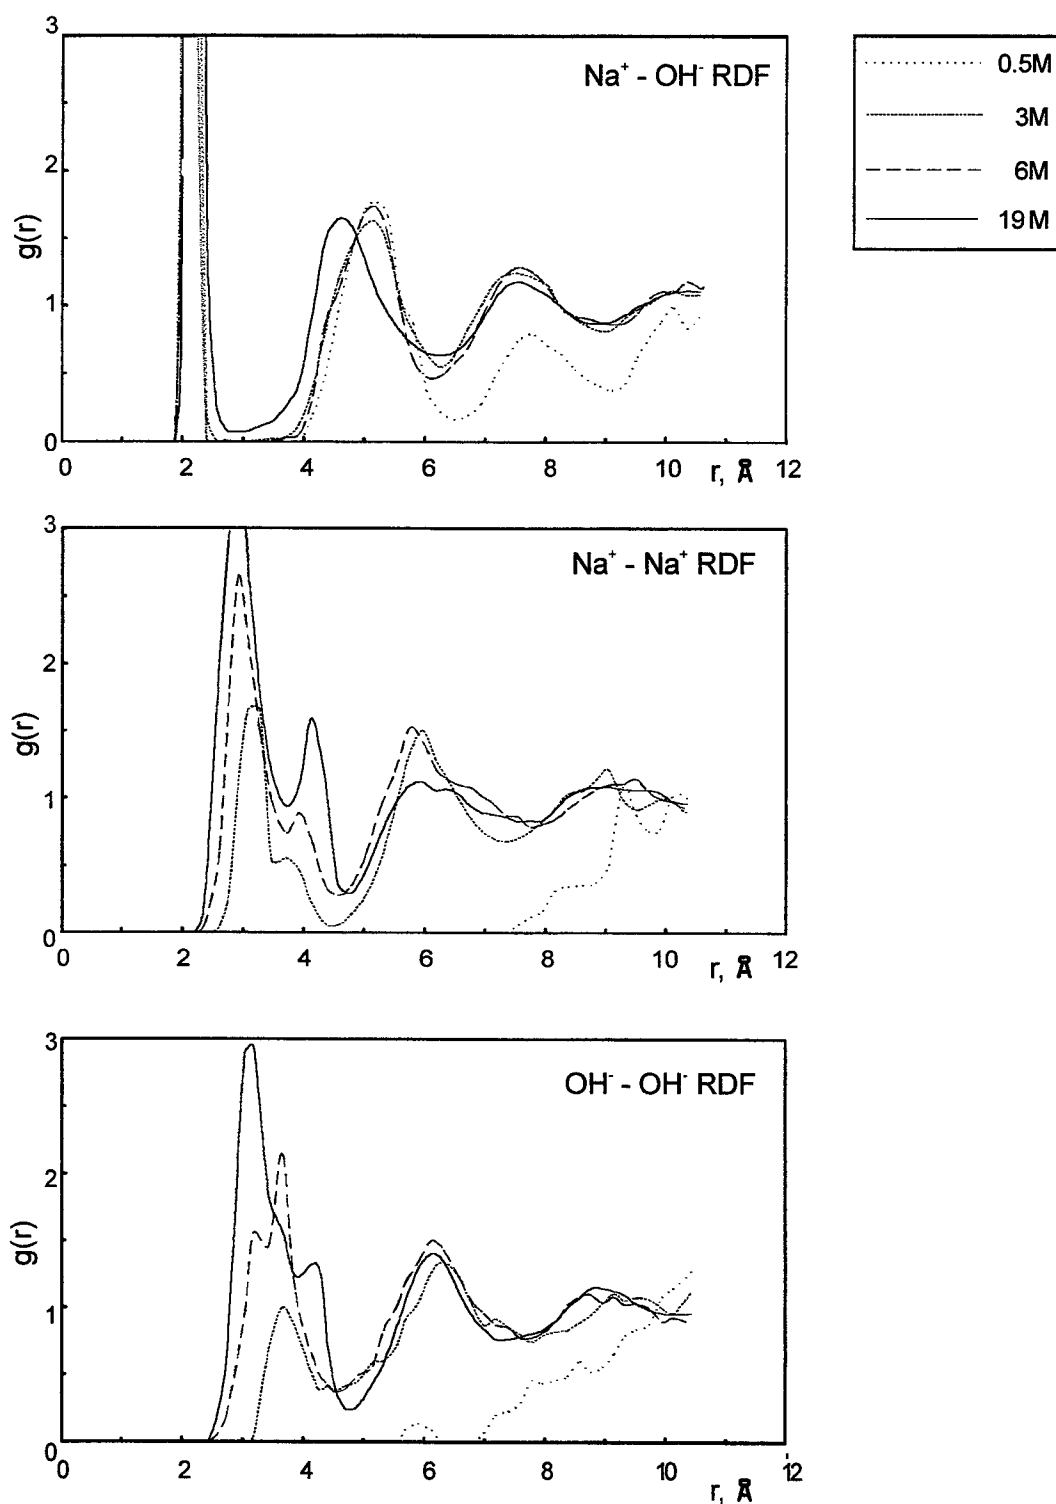 3
Na⁺ - OH⁻ RDF
0.5M
3M
6M
19M
2
g(r)
1
0
0 2 4 6 8 10 12
r, Å
3
Na⁺ - Na⁺ RDF
2
g(r)
1
0
0 2 4 6 8 10 12
r, Å
3
OH⁻ - OH⁻ RDF
2
g(r)
1
0
0 2 4 6 8 10 12
r, Å